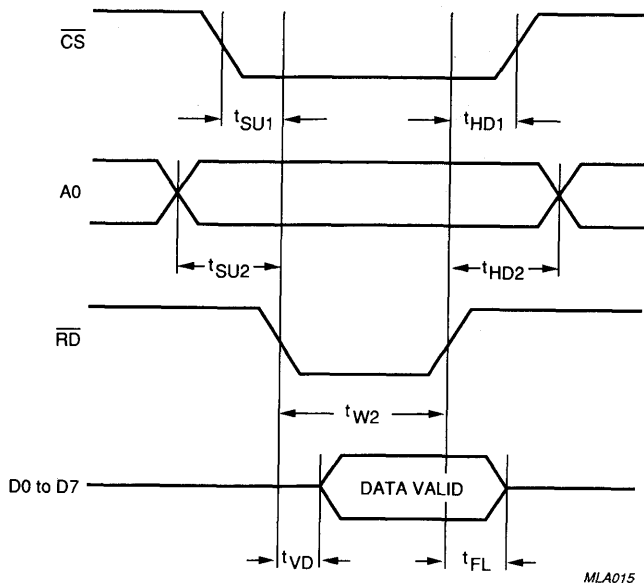 CS
tSU1
tHD1
A0
tSU2
tHD2
RD
tW2
D0 to D7
DATA VALID
tVD
tFL
MLA015